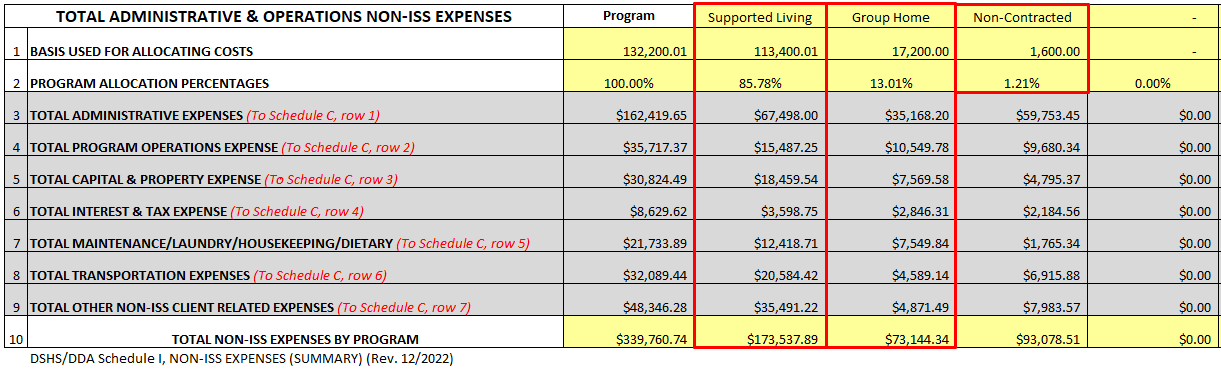 TOTAL ADMINISTRATIVE & OPERATIONS NON-ISS EXPENSES Program Supported Living Group Home Non-Contracted -
1 BASIS USED FOR ALLOCATING COSTS 132,200.01 113,400.01 17,200.00 1,600.00 -
2 PROGRAM ALLOCATION PERCENTAGES 100.00% 85.78% 13.01% 1.21% 0.00%
3 TOTAL ADMINISTRATIVE EXPENSES (To Schedule C, row 1) $162,419.65 $67,498.00 $35,168.20 $59,753.45 $0.00
4 TOTAL PROGRAM OPERATIONS EXPENSE (To Schedule C, row 2) $35,717.37 $15,487.25 $10,549.78 $9,680.34 $0.00
5 TOTAL CAPITAL & PROPERTY EXPENSE (To Schedule C, row 3) $30,824.49 $18,459.54 $7,569.58 $4,795.37 $0.00
6 TOTAL INTEREST & TAX EXPENSE (To Schedule C, row 4) $8,629.62 $3,598.75 $2,846.31 $2,184.56 $0.00
7 TOTAL MAINTENANCE/LAUNDRY/HOUSEKEEPING/DIETARY (To Schedule C, row 5) $21,733.89 $12,418.71 $7,549.84 $1,765.34 $0.00
8 TOTAL TRANSPORTATION EXPENSES (To Schedule C, row 6) $32,089.44 $20,584.42 $4,589.14 $6,915.88 $0.00
9 TOTAL OTHER NON-ISS CLIENT RELATED EXPENSES (To Schedule C, row 7) $48,346.28 $35,491.22 $4,871.49 $7,983.57 $0.00
10 TOTAL NON-ISS EXPENSES BY PROGRAM $339,760.74 $173,537.89 $73,144.34 $93,078.51 $0.00
DSHS/DDA Schedule I, NON-ISS EXPENSES (SUMMARY) (Rev. 12/2022)